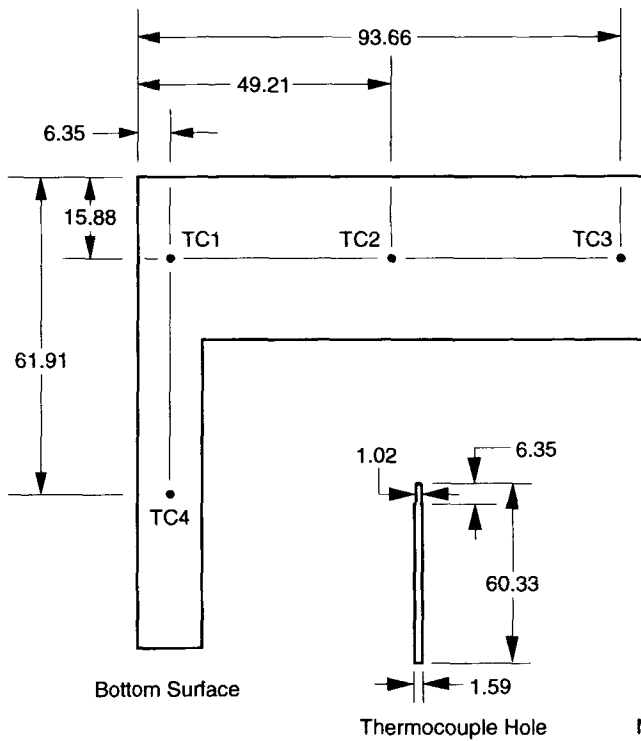 93.66
49.21
6.35
15.88
TC1
TC2
TC3
61.91
1.02
6.35
TC4
60.33
Bottom Surface
1.59
Thermocouple Hole